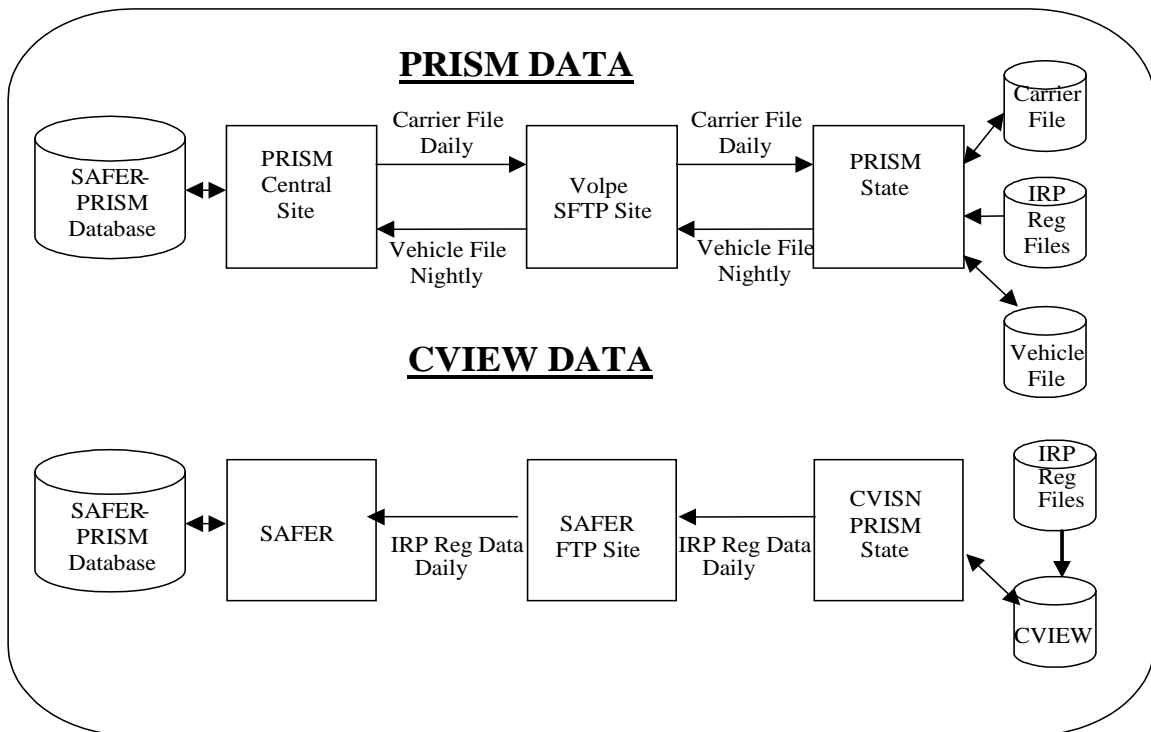 PRISM DATA
Carrier File
Daily
Carrier File
Daily
Carrier
File
SAFER-
PRISM
Database
PRISM
Central
Site
Volpe
SFTP Site
PRISM
State
IRP
Reg
Files
Vehicle File
Nightly
Vehicle File
Nightly
Vehicle
File
CVIEW DATA
SAFER-
PRISM
Database
SAFER
IRP Reg Data
Daily
SAFER
FTP Site
IRP Reg Data
Daily
CVISN
PRISM
State
IRP
Reg
Files
CVIEW